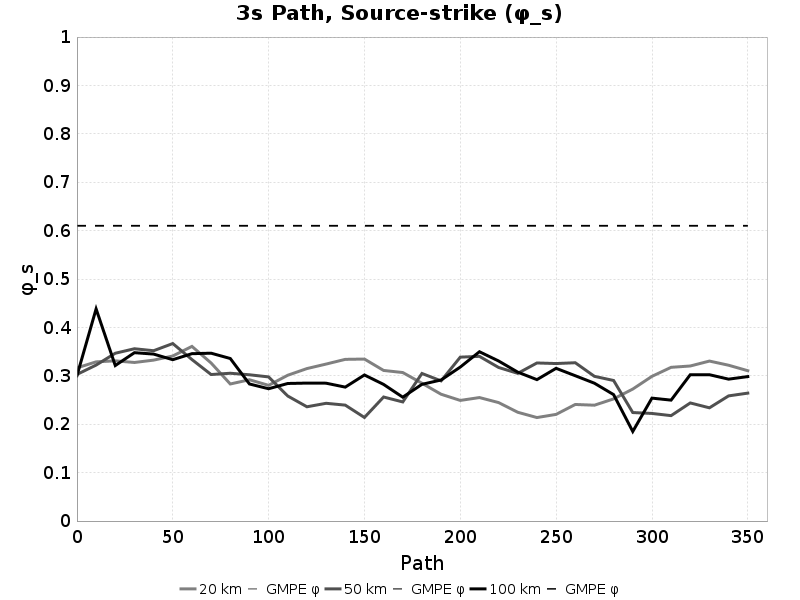 3s Path, Source-strike (φ_s)
1
0.9
0.8
0.7
0.6
0.5
0.4
0.3
0.2
0.1
0
φ_s
0 50 100 150 200 250 300 350
Path
20 km GMPE φ 50 km GMPE φ 100 km GMPE φ